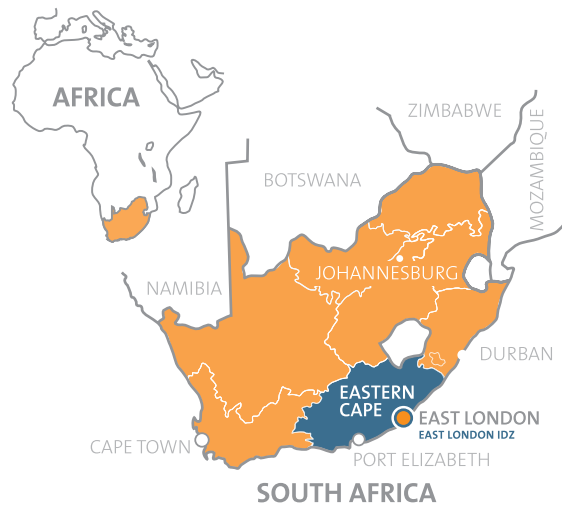 AFRICA
ZIMBABWE
MOZAMBIQUE
BOTSWANA
JOHANNESBURG
NAMIBIA
DURBAN
EASTERN
CAPE
EAST LONDON
EAST LONDON IDZ
CAPE TOWN
PORT ELIZABETH
SOUTH AFRICA